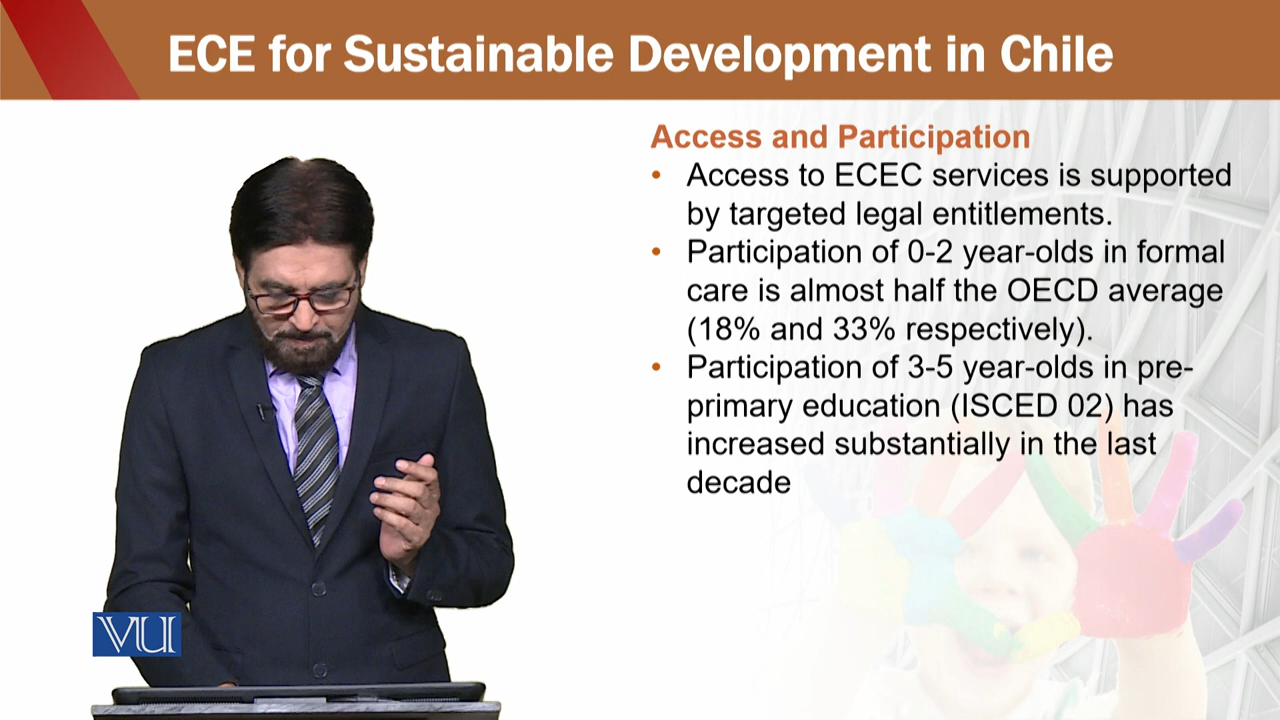 ECE for Sustainable Development in Chile
Access and Participation
• Access to ECEC services is supported
by targeted legal entitlements.
• Participation of 0-2 year-olds in formal
care is almost half the OECD average
(18% and 33% respectively).
• Participation of 3-5 year-olds in pre-
primary education (ISCED 02) has
increased substantially in the last
decade
VU